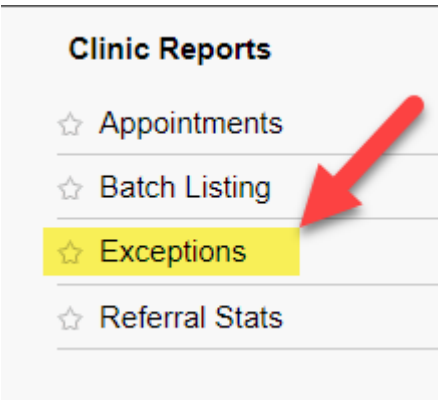 Clinic Reports
Appointments
Batch Listing
Exceptions
Referral Stats